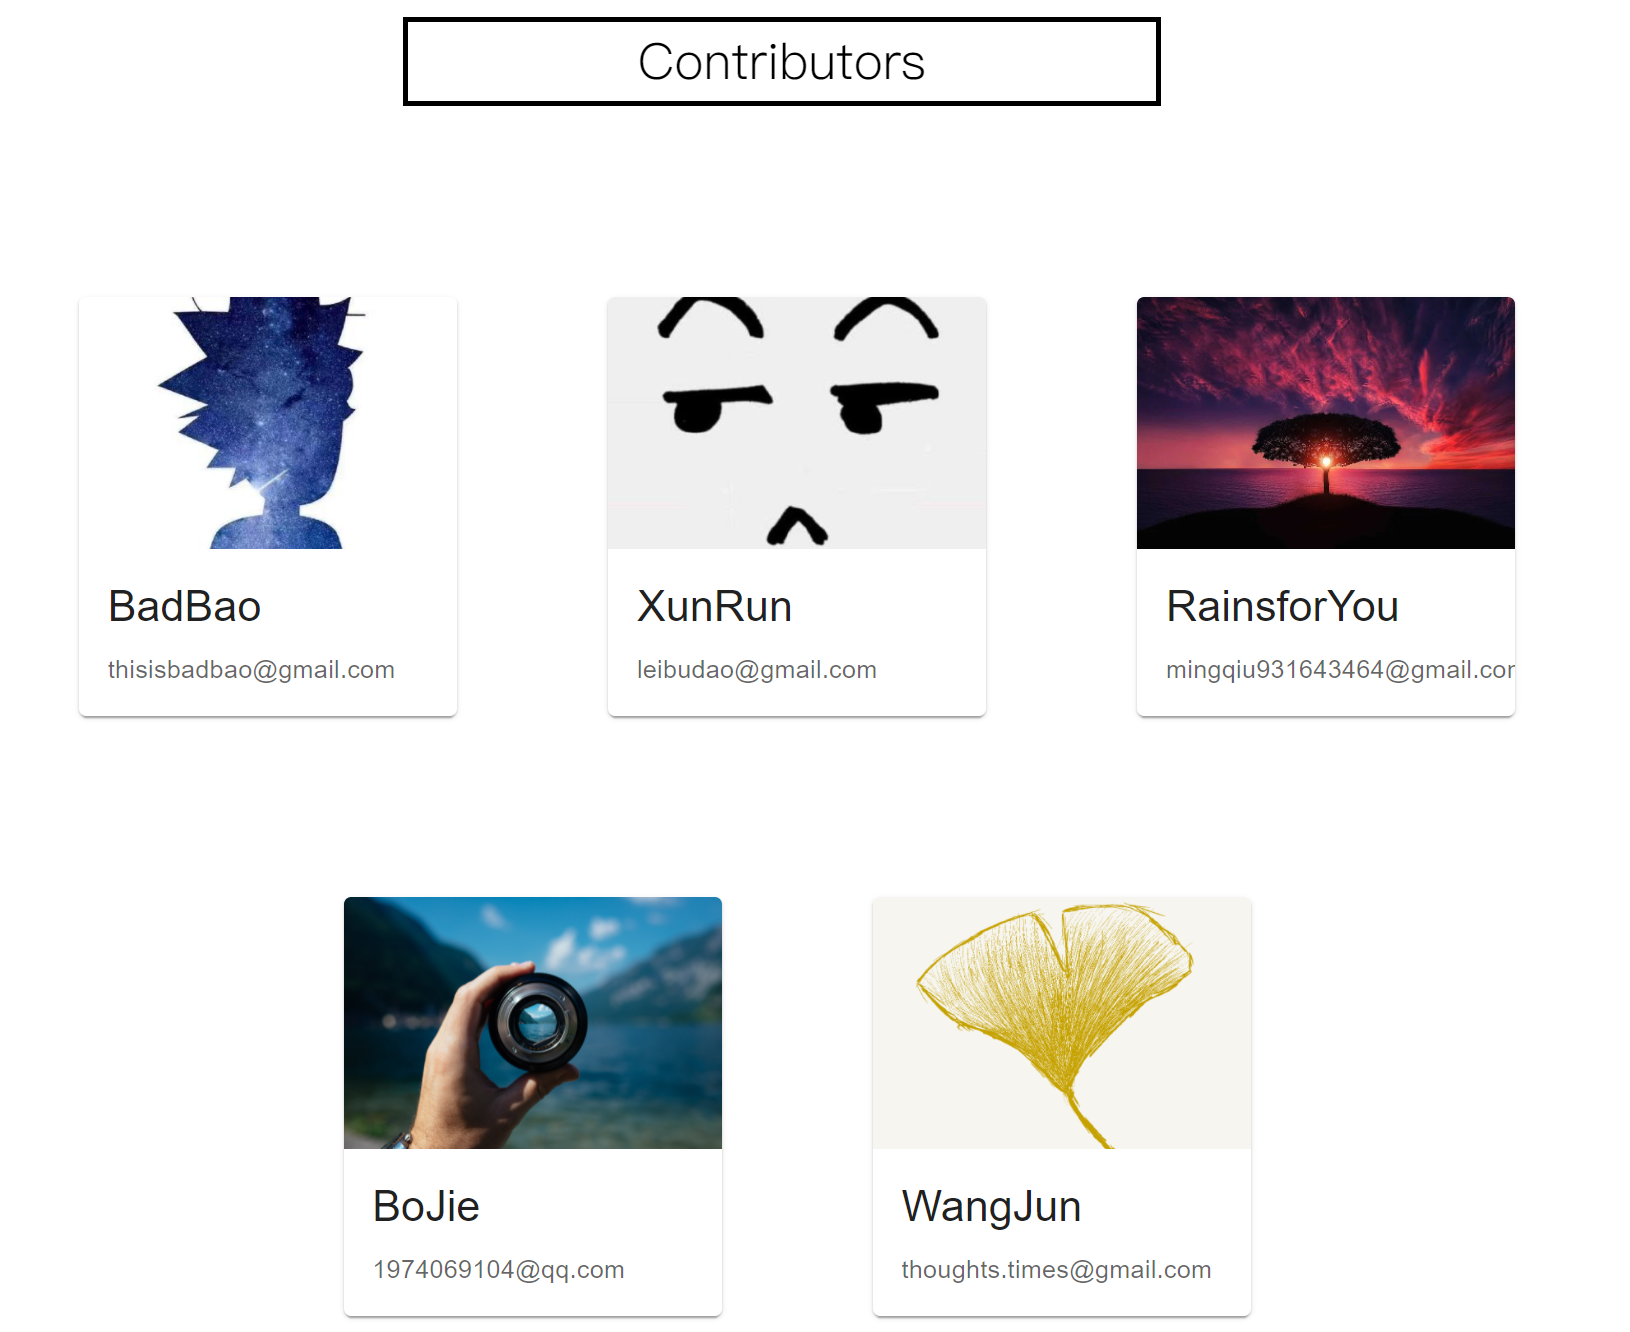 Contributors
BadBao
thisisbadbao@gmail.com
XunRun
leibudao@gmail.com
RainsforYou
mingqiu931643464@gmail.com
BoJie
1974069104@qq.com
WangJun
thoughts.times@gmail.com